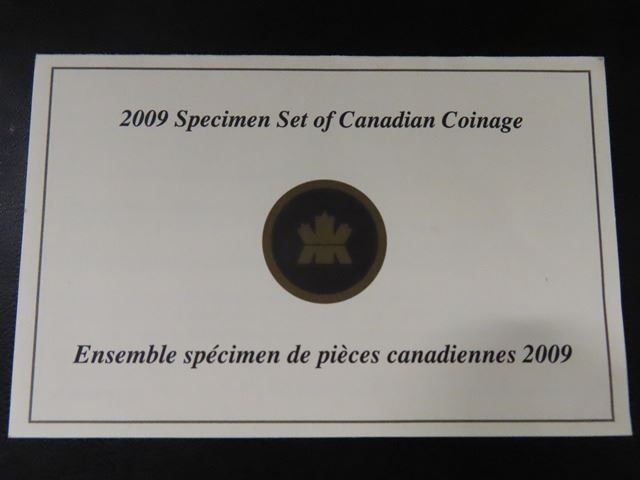 2009 Specimen Set of Canadian Coinage
Ensemble spécimen de pièces canadiennes 2009